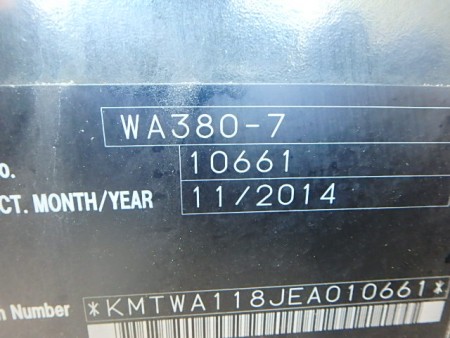 WA380-7
o. 10661
CT. MONTH/YEAR 11/2014
n Number *KMTWA118JEA010661*